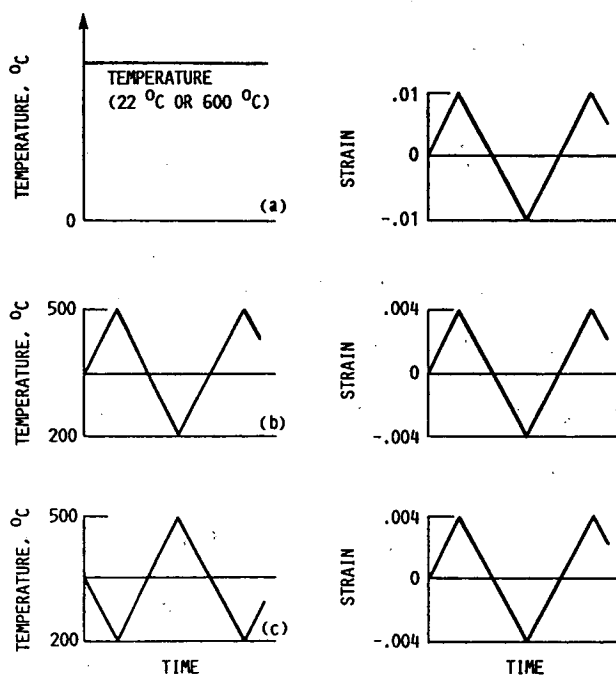 TEMPERATURE, °C
TEMPERATURE
(22 °C OR 600 °C)
(a)
0
STRAIN
.01
0
-.01
TEMPERATURE, °C
500
200
(b)
STRAIN
.004
0
-.004
TEMPERATURE, °C
500
200
(c)
TIME
STRAIN
.004
0
-.004
TIME